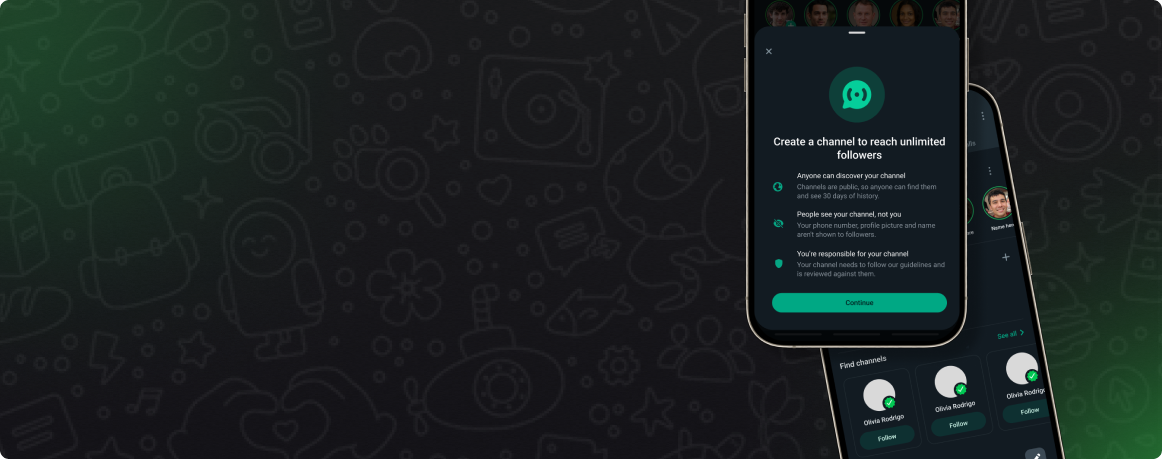 Create a channel to reach unlimited
followers
Anyone can discover your channel
Channels are public, so anyone can find them
and see 30 days of history.
People see your channel, not you
Your phone number, profile picture and name
aren't shown to followers.
You're responsible for your channel
Your channel needs to follow our guidelines and
is reviewed against them.
Continue
See all
Find channels
Olivia Rodrigo
Follow
Olivia Rodrigo
Follow
Olivia Rodrigo
Follow